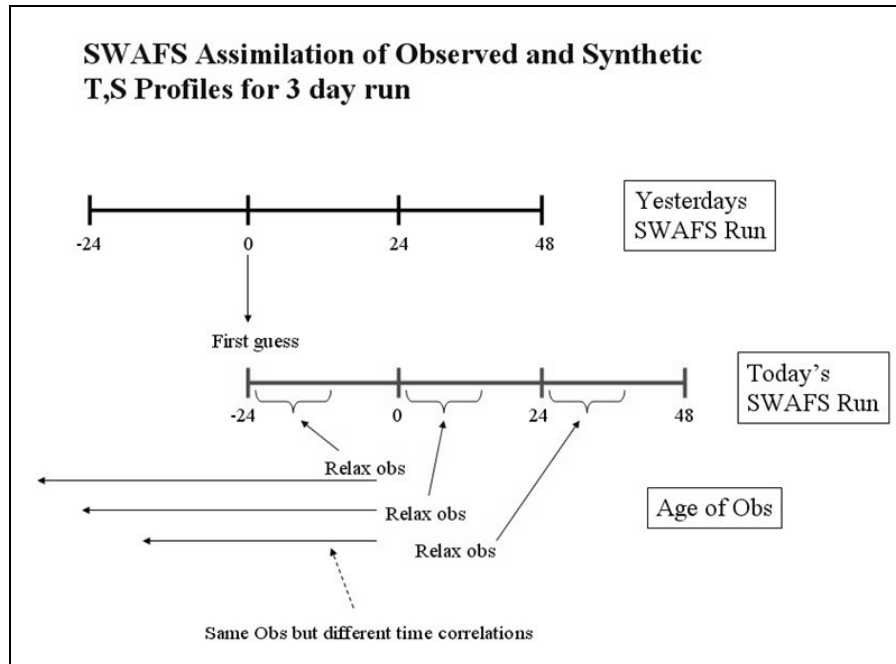 SWAFS Assimilation of Observed and Synthetic
T,S Profiles for 3 day run
-24 0 24 48
Yesterdays
SWAFS Run
First guess
-24 0 24 48
Today's
SWAFS Run
Relax obs
Relax obs
Relax obs
Age of Obs
Same Obs but different time correlations